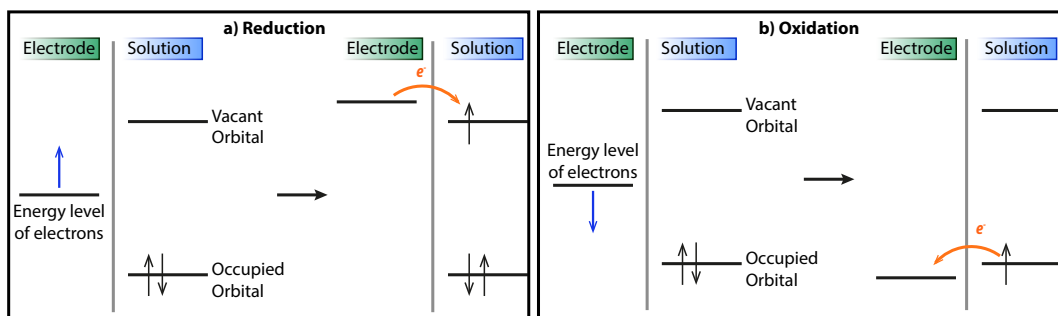 a) Reduction
Electrode
Solution
Electrode
Solution
e-
Vacant
Orbital
Energy level
of electrons
Occupied
Orbital
b) Oxidation
Electrode
Solution
Electrode
Solution
Vacant
Orbital
Energy level
of electrons
e-
Occupied
Orbital